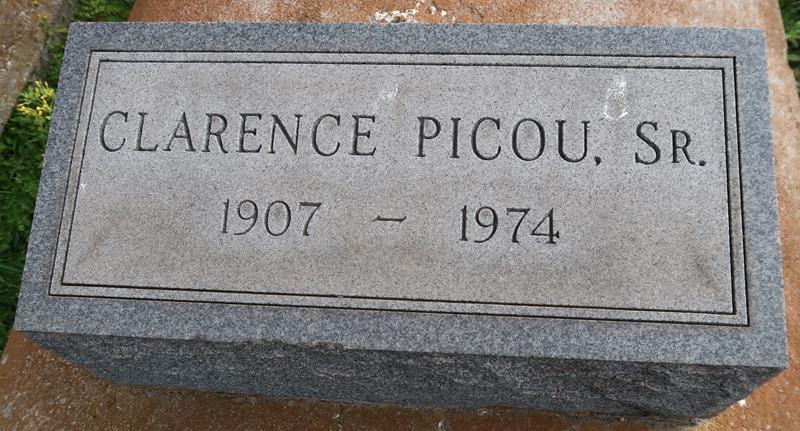 CLARENCE PICOU, SR.
1907 – 1974